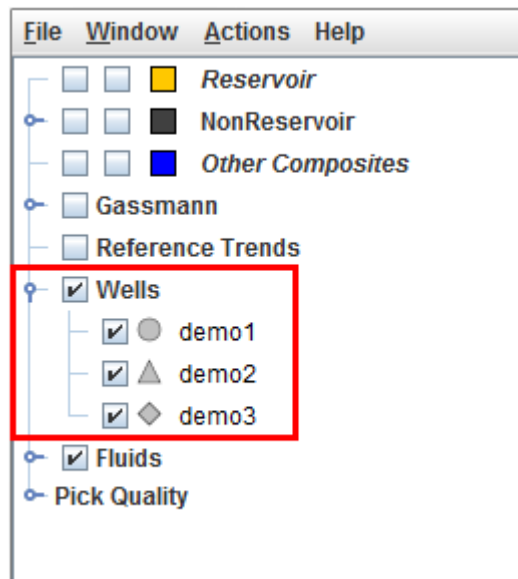 File Window Actions Help
Reservoir
NonReservoir
Other Composites
Gassmann
Reference Trends
Wells
demo1
demo2
demo3
Fluids
Pick Quality